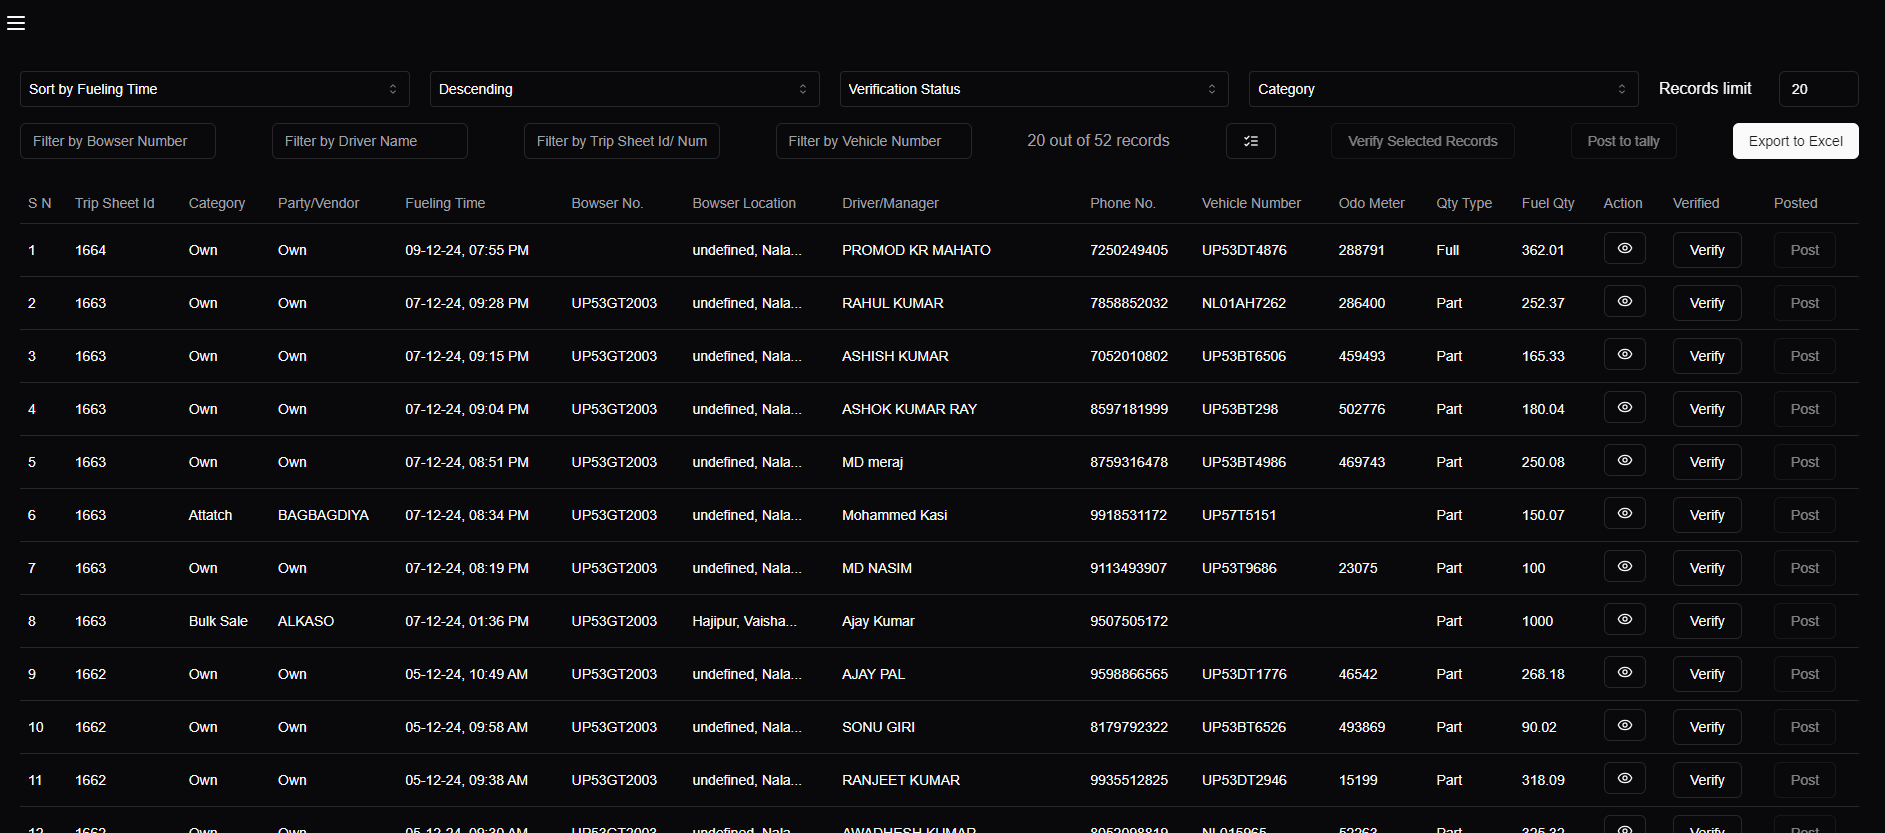 Sort by Fueling Time Descending Verification Status Category Records limit 20
Filter by Bowser Number Filter by Driver Name Filter by Trip Sheet Id/ Num Filter by Vehicle Number 20 out of 52 records Verify Selected Records Post to tally Export to Excel
S N Trip Sheet Id Category Party/Vendor Fueling Time Bowser No. Bowser Location Driver/Manager Phone No. Vehicle Number Odo Meter Qty Type Fuel Qty Action Verified Posted
1 1664 Own Own 09-12-24, 07:55 PM undefined, Nala... PROMOD KR MAHATO 7250249405 UP53DT4876 288791 Full 362.01 Verify Post
2 1663 Own Own 07-12-24, 09:28 PM UP53GT2003 undefined, Nala... RAHUL KUMAR 7858852032 NL01AH7262 286400 Part 252.37 Verify Post
3 1663 Own Own 07-12-24, 09:15 PM UP53GT2003 undefined, Nala... ASHISH KUMAR 7052010802 UP53BT6506 459493 Part 165.33 Verify Post
4 1663 Own Own 07-12-24, 09:04 PM UP53GT2003 undefined, Nala... ASHOK KUMAR RAY 8597181999 UP53BT298 502776 Part 180.04 Verify Post
5 1663 Own Own 07-12-24, 08:51 PM UP53GT2003 undefined, Nala... MD meraj 8759316478 UP53BT4986 469743 Part 250.08 Verify Post
6 1663 Attatch BAGBAGDIYA 07-12-24, 08:34 PM UP53GT2003 undefined, Nala... Mohammed Kasi 9918531172 UP57T5151 Part 150.07 Verify Post
7 1663 Own Own 07-12-24, 08:19 PM UP53GT2003 undefined, Nala... MD NASIM 9113493907 UP53T9686 23075 Part 100 Verify Post
8 1663 Bulk Sale ALKASO 07-12-24, 01:36 PM UP53GT2003 Hajipur, Vaisha... Ajay Kumar 9507505172 Part 1000 Verify Post
9 1662 Own Own 05-12-24, 10:49 AM UP53GT2003 undefined, Nala... AJAY PAL 9598866565 UP53DT1776 46542 Part 268.18 Verify Post
10 1662 Own Own 05-12-24, 09:58 AM UP53GT2003 undefined, Nala... SONU GIRI 8179792322 UP53BT6526 493869 Part 90.02 Verify Post
11 1662 Own Own 05-12-24, 09:38 AM UP53GT2003 undefined, Nala... RANJEET KUMAR 9935512825 UP53DT2946 15199 Part 318.09 Verify Post
12 1662 Own Own UP53GT2003 undefined, Nala... AWADHESH KUMAR Part Verify Post